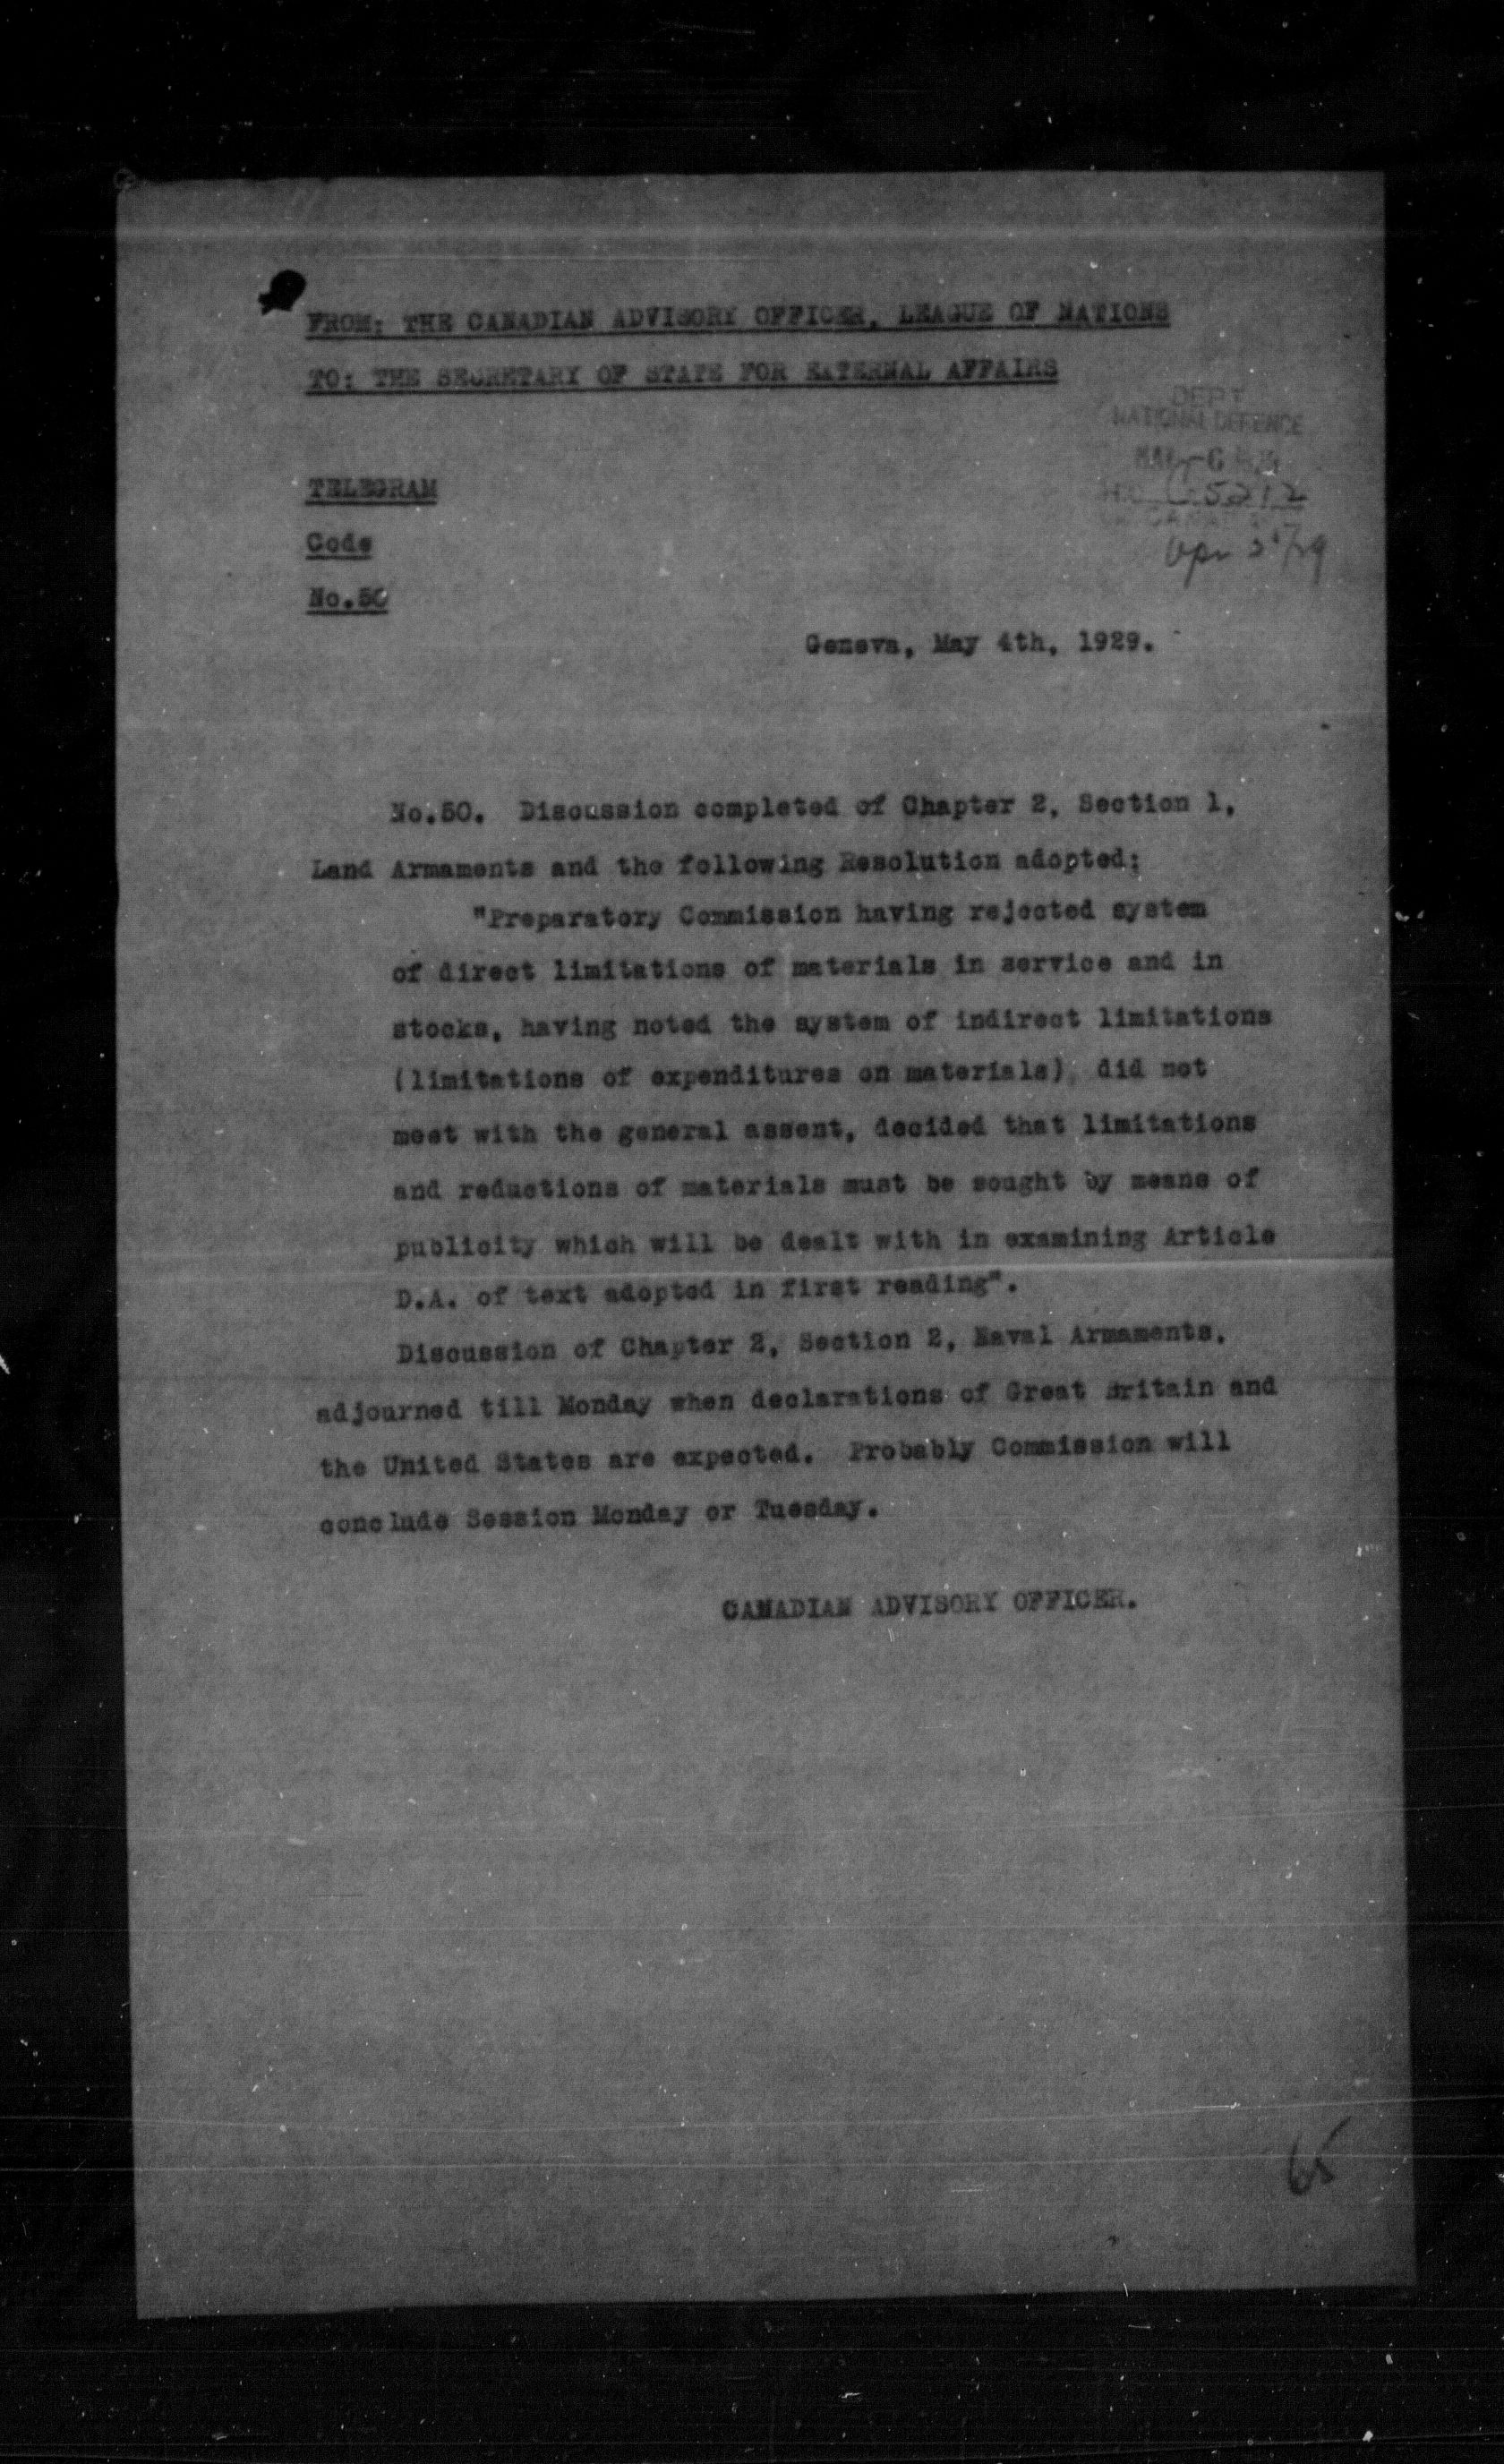 FROM: THE CANADIAN ADVISORY OFFICER, LEAGUE OF NATIONS
TO: THE SECRETARY OF STATE FOR EXTERNAL AFFAIRS
DEPT
NATIONAL DEFENCE
MAY - 6 1929
5212
Apr 25/29
TELEGRAM
Code
No.50
Geneva, May 4th, 1929.
No.50. Discussion completed of Chapter 2, Section 1,
Land Armaments and the following Resolution adopted:
"Preparatory Commission having rejected system
of direct limitations of materials in service and in
stocks, having noted the system of indirect limitations
(limitations of expenditures on materials) did not
meet with the general assent, decided that limitations
and reductions of materials must be sought by means of
publicity which will be dealt with in examining Article
D.A. of text adopted in first reading".
Discussion of Chapter 2, Section 2, Naval Armaments,
adjourned till Monday when declarations of Great Britain and
the United States are expected. Probably Commission will
conclude Session Monday or Tuesday.
CANADIAN ADVISORY OFFICER.
65